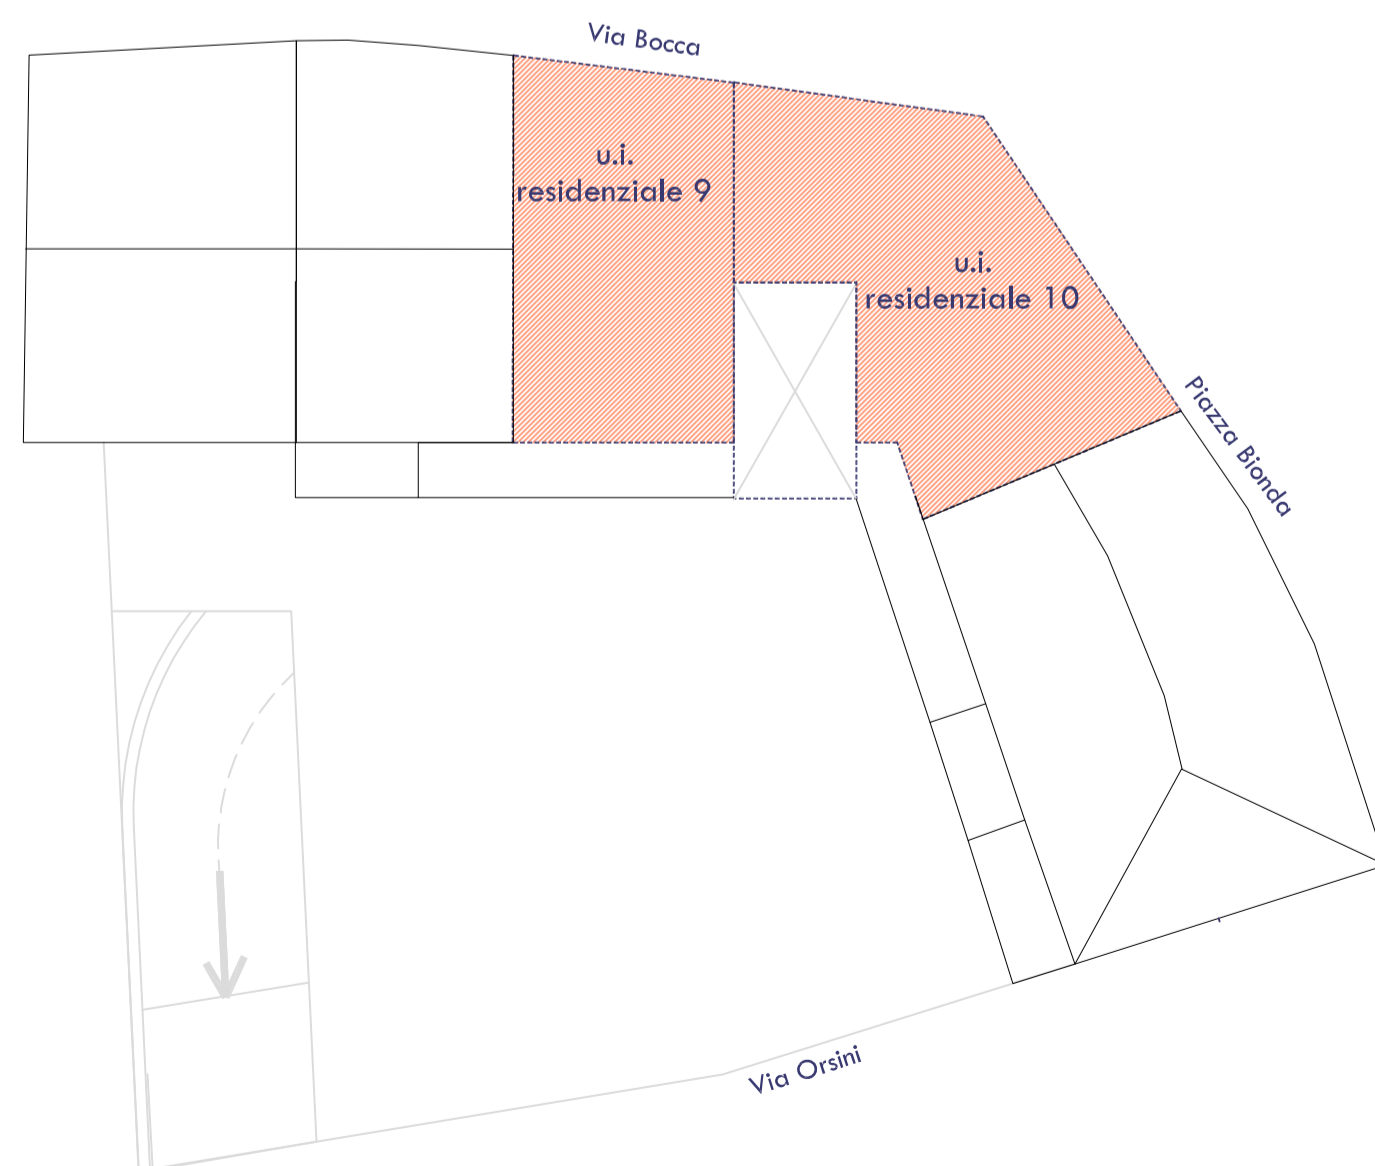 Via Bocca
u.i.
residenziale 9
u.i.
residenziale 10
Piazza Bionda
Via Orsini